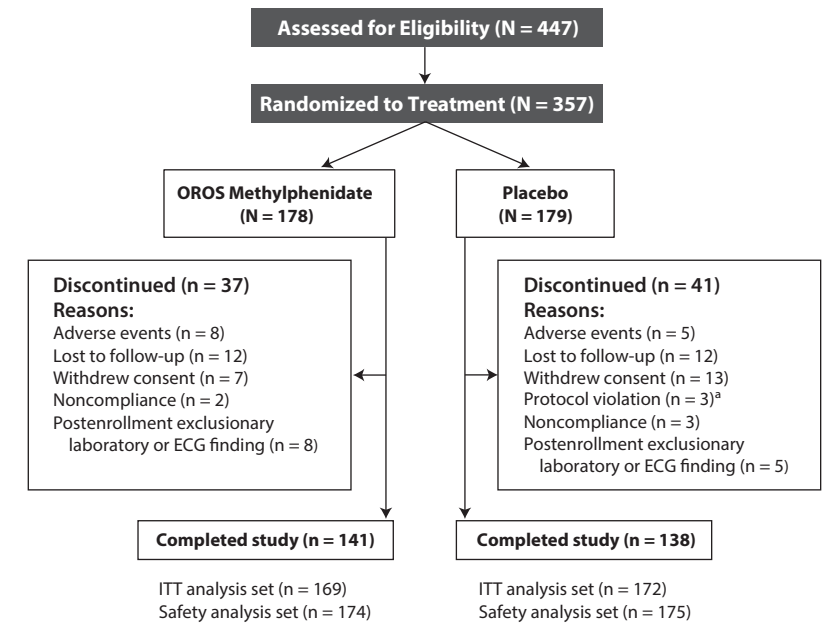 Assessed for Eligibility (N = 447)
Randomized to Treatment (N = 357)
OROS Methylphenidate
(N = 178)
Placebo
(N = 179)
Discontinued (n = 37)
Reasons:
Adverse events (n = 8)
Lost to follow-up (n = 12)
Withdrew consent (n = 7)
Noncompliance (n = 2)
Postenrollment exclusionary
laboratory or ECG finding (n = 8)
Discontinued (n = 41)
Reasons:
Adverse events (n = 5)
Lost to follow-up (n = 12)
Withdrew consent (n = 13)
Protocol violation (n = 3)ᵃ
Noncompliance (n = 3)
Postenrollment exclusionary
laboratory or ECG finding (n = 5)
Completed study (n = 141)
ITT analysis set (n = 169)
Safety analysis set (n = 174)
Completed study (n = 138)
ITT analysis set (n = 172)
Safety analysis set (n = 175)